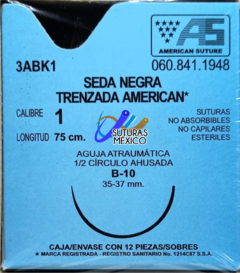 AS
AMERICAN SUTURE
3ABK1
060.841.1948
SEDA NEGRA
TRENZADA AMERICAN*
CALIBRE 1
LONGITUD 75 cm.
SUTURAS
NO ABSORBIBLES
NO CAPILARES
ESTERILES
SUTURAS
MÉXICO
AGUJA ATRAUMÁTICA
1/2 CÍRCULO AHUSADA
B-10
35-37 mm.
CAJA/ENVASE CON 12 PIEZAS/SOBRES
* MARCA REGISTRADA - REGISTRO SANITARIO No. 1214C87 S.S.A.